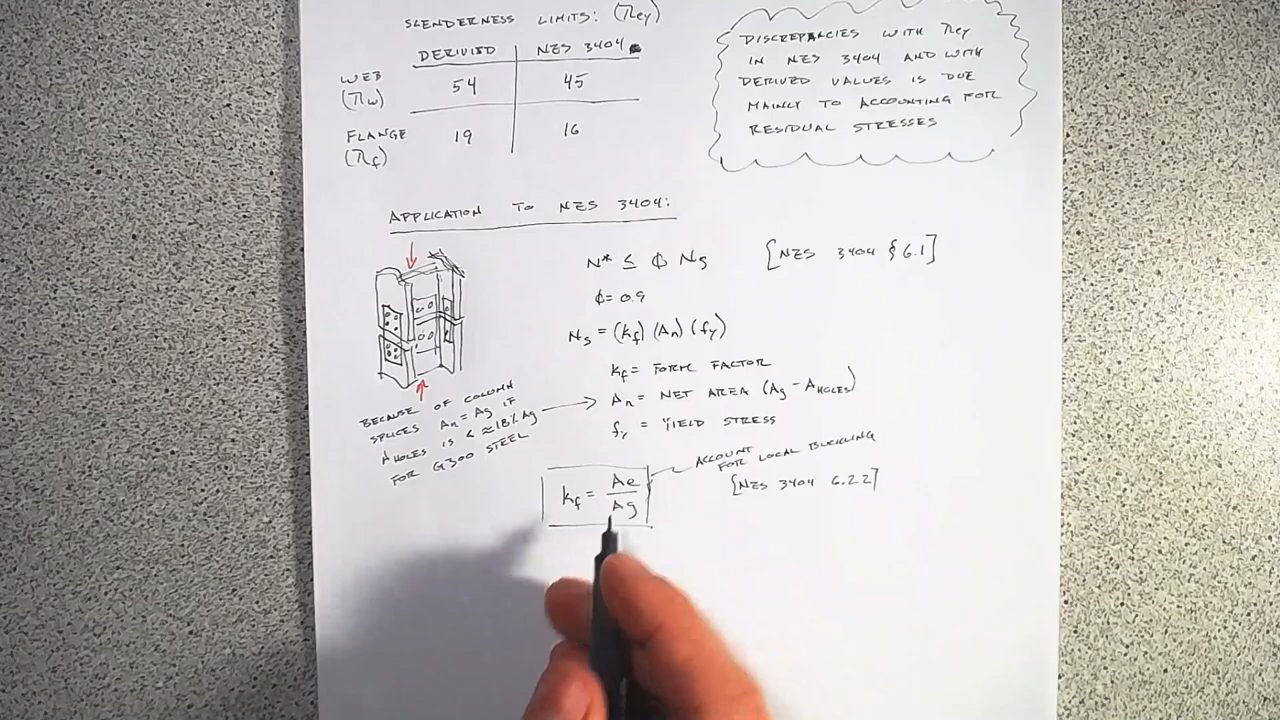 SLENDERNESS LIMITS: (λey)
DERIVED NZS 3404
WEB (λw) 54 45
FLANGE (λf) 19 16
DISCREPANCIES WITH λey
IN NZS 3404 AND WITH
DERIVED VALUES IS DUE
MAINLY TO ACCOUNTING FOR
RESIDUAL STRESSES
APPLICATION TO NZS 3404:
N* ≤ φ Ns [NZS 3404 § 6.1]
φ = 0.9
Ns = (kf) (An) (fy)
kf = FORM FACTOR
An = NET AREA (Ag - AHOLES)
fy = YIELD STRESS
BECAUSE OF COLUMN
SPLICES An = Ag IF
AHOLES IS < ≈18% Ag
FOR G300 STEEL
kf = Ae / Ag
ACCOUNT
FOR LOCAL BUCKLING
[NZS 3404 6.2.2]